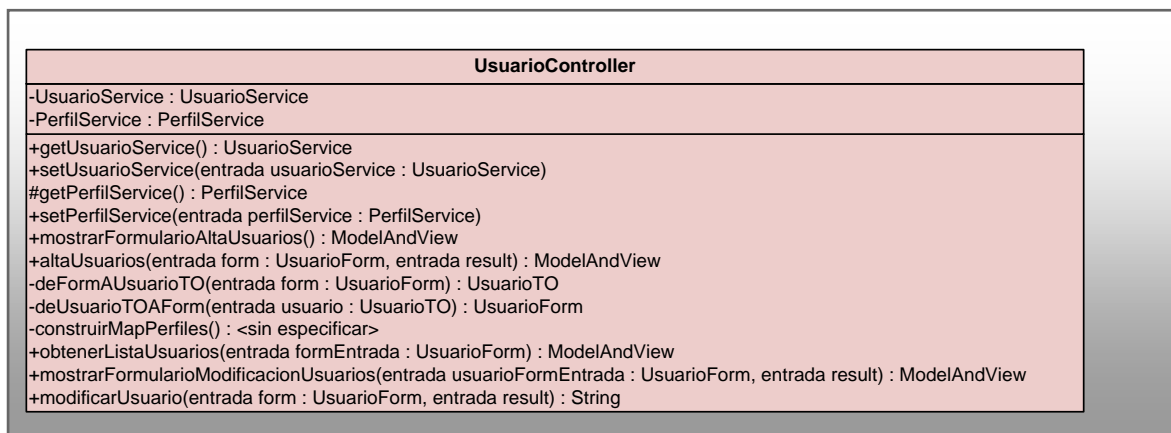 UsuarioController
-UsuarioService : UsuarioService
-PerfilService : PerfilService
+getUsuarioService() : UsuarioService
+setUsuarioService(entrada usuarioService : UsuarioService)
#getPerfilService() : PerfilService
+setPerfilService(entrada perfilService : PerfilService)
+mostrarFormularioAltaUsuarios() : ModelAndView
+altaUsuarios(entrada form : UsuarioForm, entrada result) : ModelAndView
-deFormAUsuarioTO(entrada form : UsuarioForm) : UsuarioTO
-deUsuarioTOAForm(entrada usuario : UsuarioTO) : UsuarioForm
-construirMapPerfiles() : <sin especificar>
+obtenerListaUsuarios(entrada formEntrada : UsuarioForm) : ModelAndView
+mostrarFormularioModificacionUsuarios(entrada usuarioFormEntrada : UsuarioForm, entrada result) : ModelAndView
+modificarUsuario(entrada form : UsuarioForm, entrada result) : String